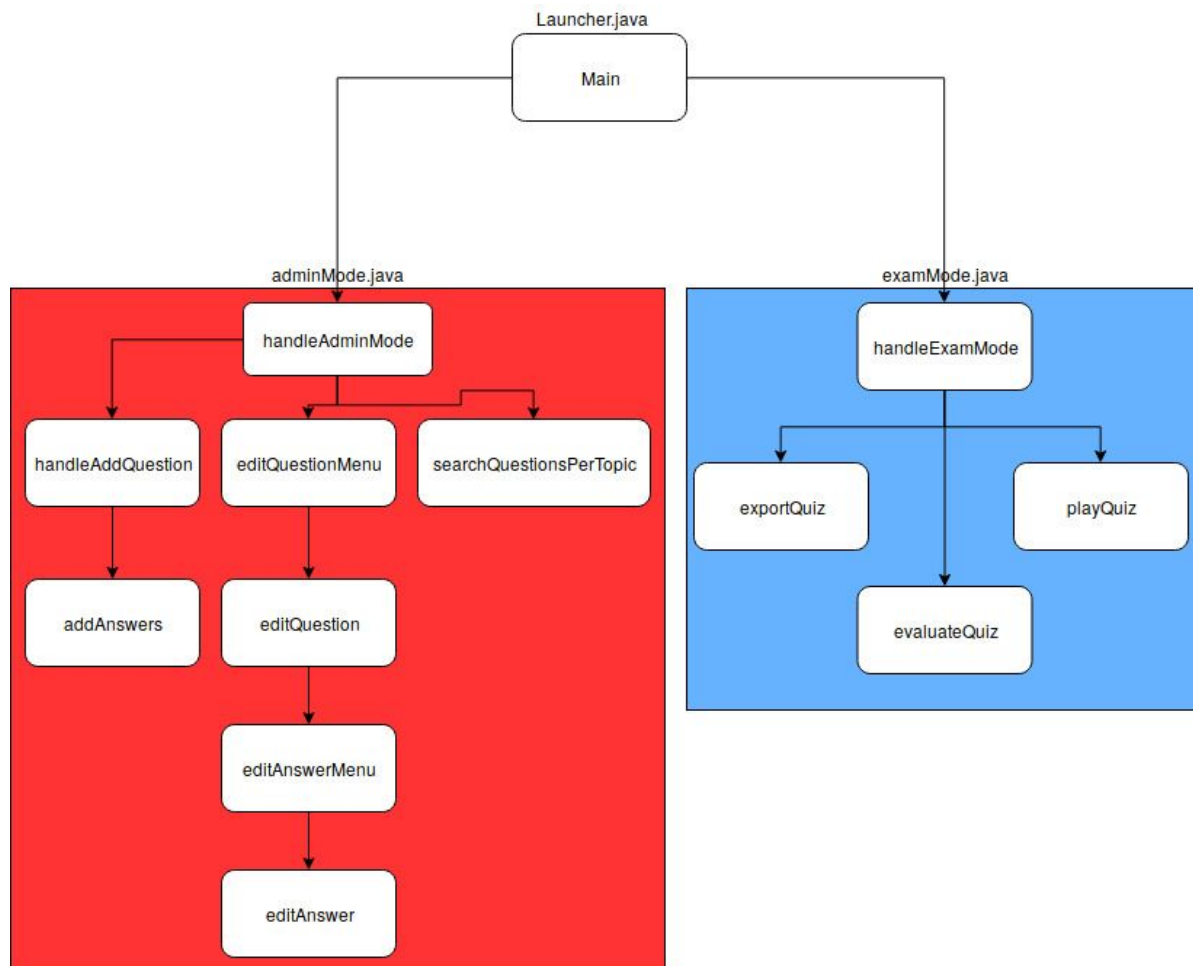 Launcher.java
Main
adminMode.java
examMode.java
handleAdminMode
handleExamMode
handleAddQuestion
editQuestionMenu
searchQuestionsPerTopic
exportQuiz
playQuiz
addAnswers
editQuestion
evaluateQuiz
editAnswerMenu
editAnswer